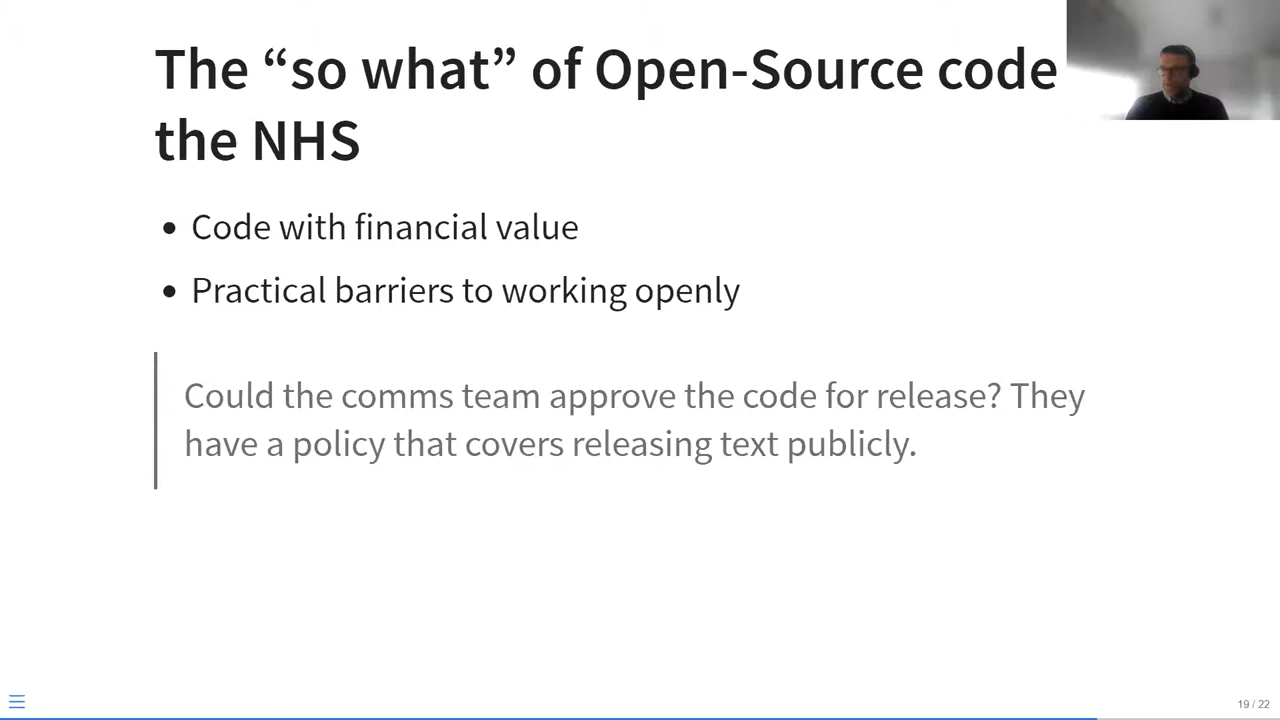 The “so what” of Open-Source code
the NHS
• Code with financial value
• Practical barriers to working openly
Could the comms team approve the code for release? They
have a policy that covers releasing text publicly.
19 / 22